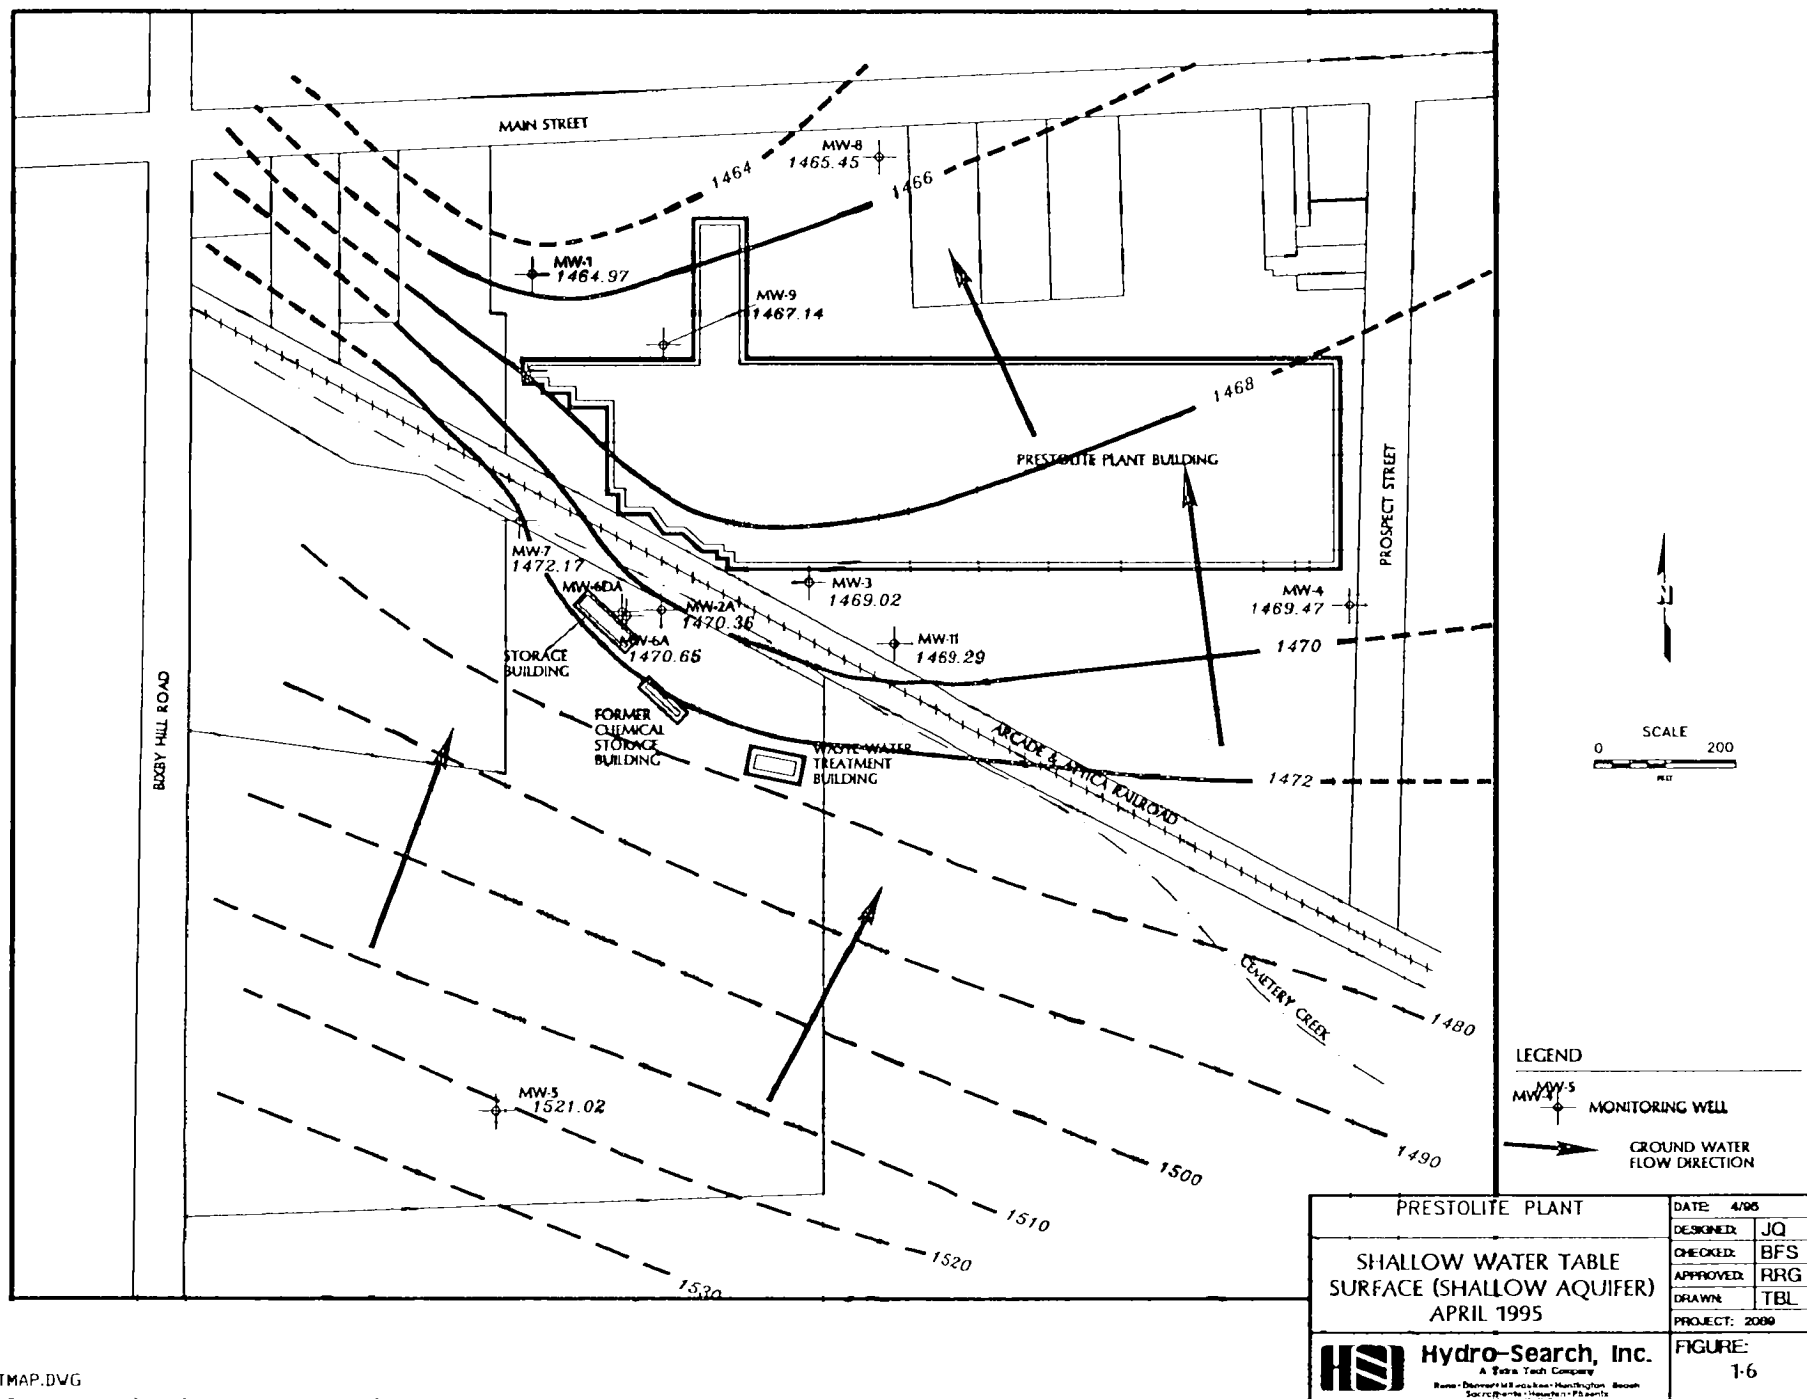 MAIN STREET
1464
MW-8
1465.45
1466
MW-1
1464.97
MW-9
1467.14
1468
PRESTOLITE PLANT BUILDING
PROSPECT STREET
MW-7
1472.17
MW-6DA
MW-2A
1470.36
MW-6A
1470.65
MW-3
1469.02
MW-11
1469.29
MW-4
1469.47
1470
STORAGE
BUILDING
FORMER
CHEMICAL
STORAGE
BUILDING
WASTE WATER
TREATMENT
BUILDING
ARCADE & ATTICA RAILROAD
1472
BIXBY HILL ROAD
CEMETERY CREEK
1480
1490
1500
1510
1520
1530
MW-5
1521.02
N
SCALE
0 200
FEET
LEGEND
MW-5
MONITORING WELL
GROUND WATER
FLOW DIRECTION
PRESTOLITE PLANT
SHALLOW WATER TABLE
SURFACE (SHALLOW AQUIFER)
APRIL 1995
DATE: 4/95
DESIGNED: JQ
CHECKED: BFS
APPROVED: RRG
DRAWN: TBL
PROJECT: 2089
FIGURE:
1-6
HSI
Hydro-Search, Inc.
A Tetra Tech Company
TMAP.DWG